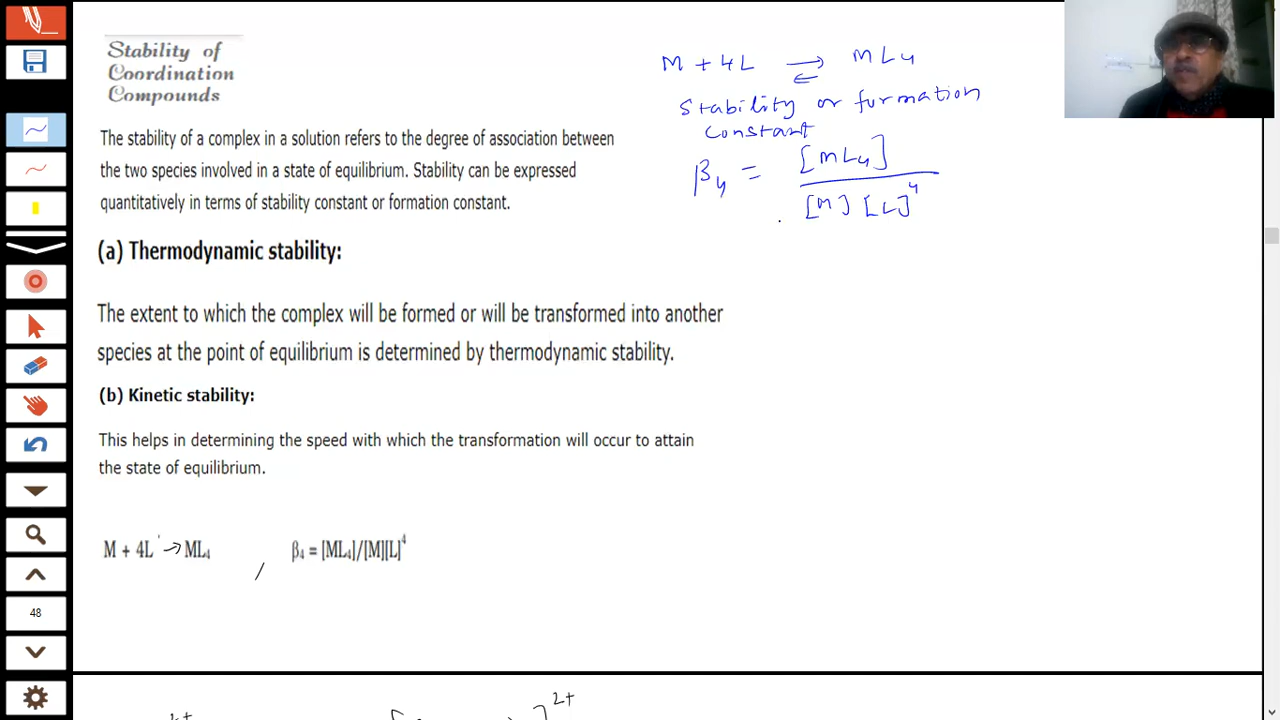 Stability of
Coordination
Compounds
The stability of a complex in a solution refers to the degree of association between
the two species involved in a state of equilibrium. Stability can be expressed
quantitatively in terms of stability constant or formation constant.
M + 4L ⇌ ML₄
Stability or formation
constant
β₄ = [ML₄] / [M] [L]⁴
(a) Thermodynamic stability:
The extent to which the complex will be formed or will be transformed into another
species at the point of equilibrium is determined by thermodynamic stability.
(b) Kinetic stability:
This helps in determining the speed with which the transformation will occur to attain
the state of equilibrium.
M + 4L → ML₄ / β₄ = [ML₄]/[M][L]⁴
48
2+